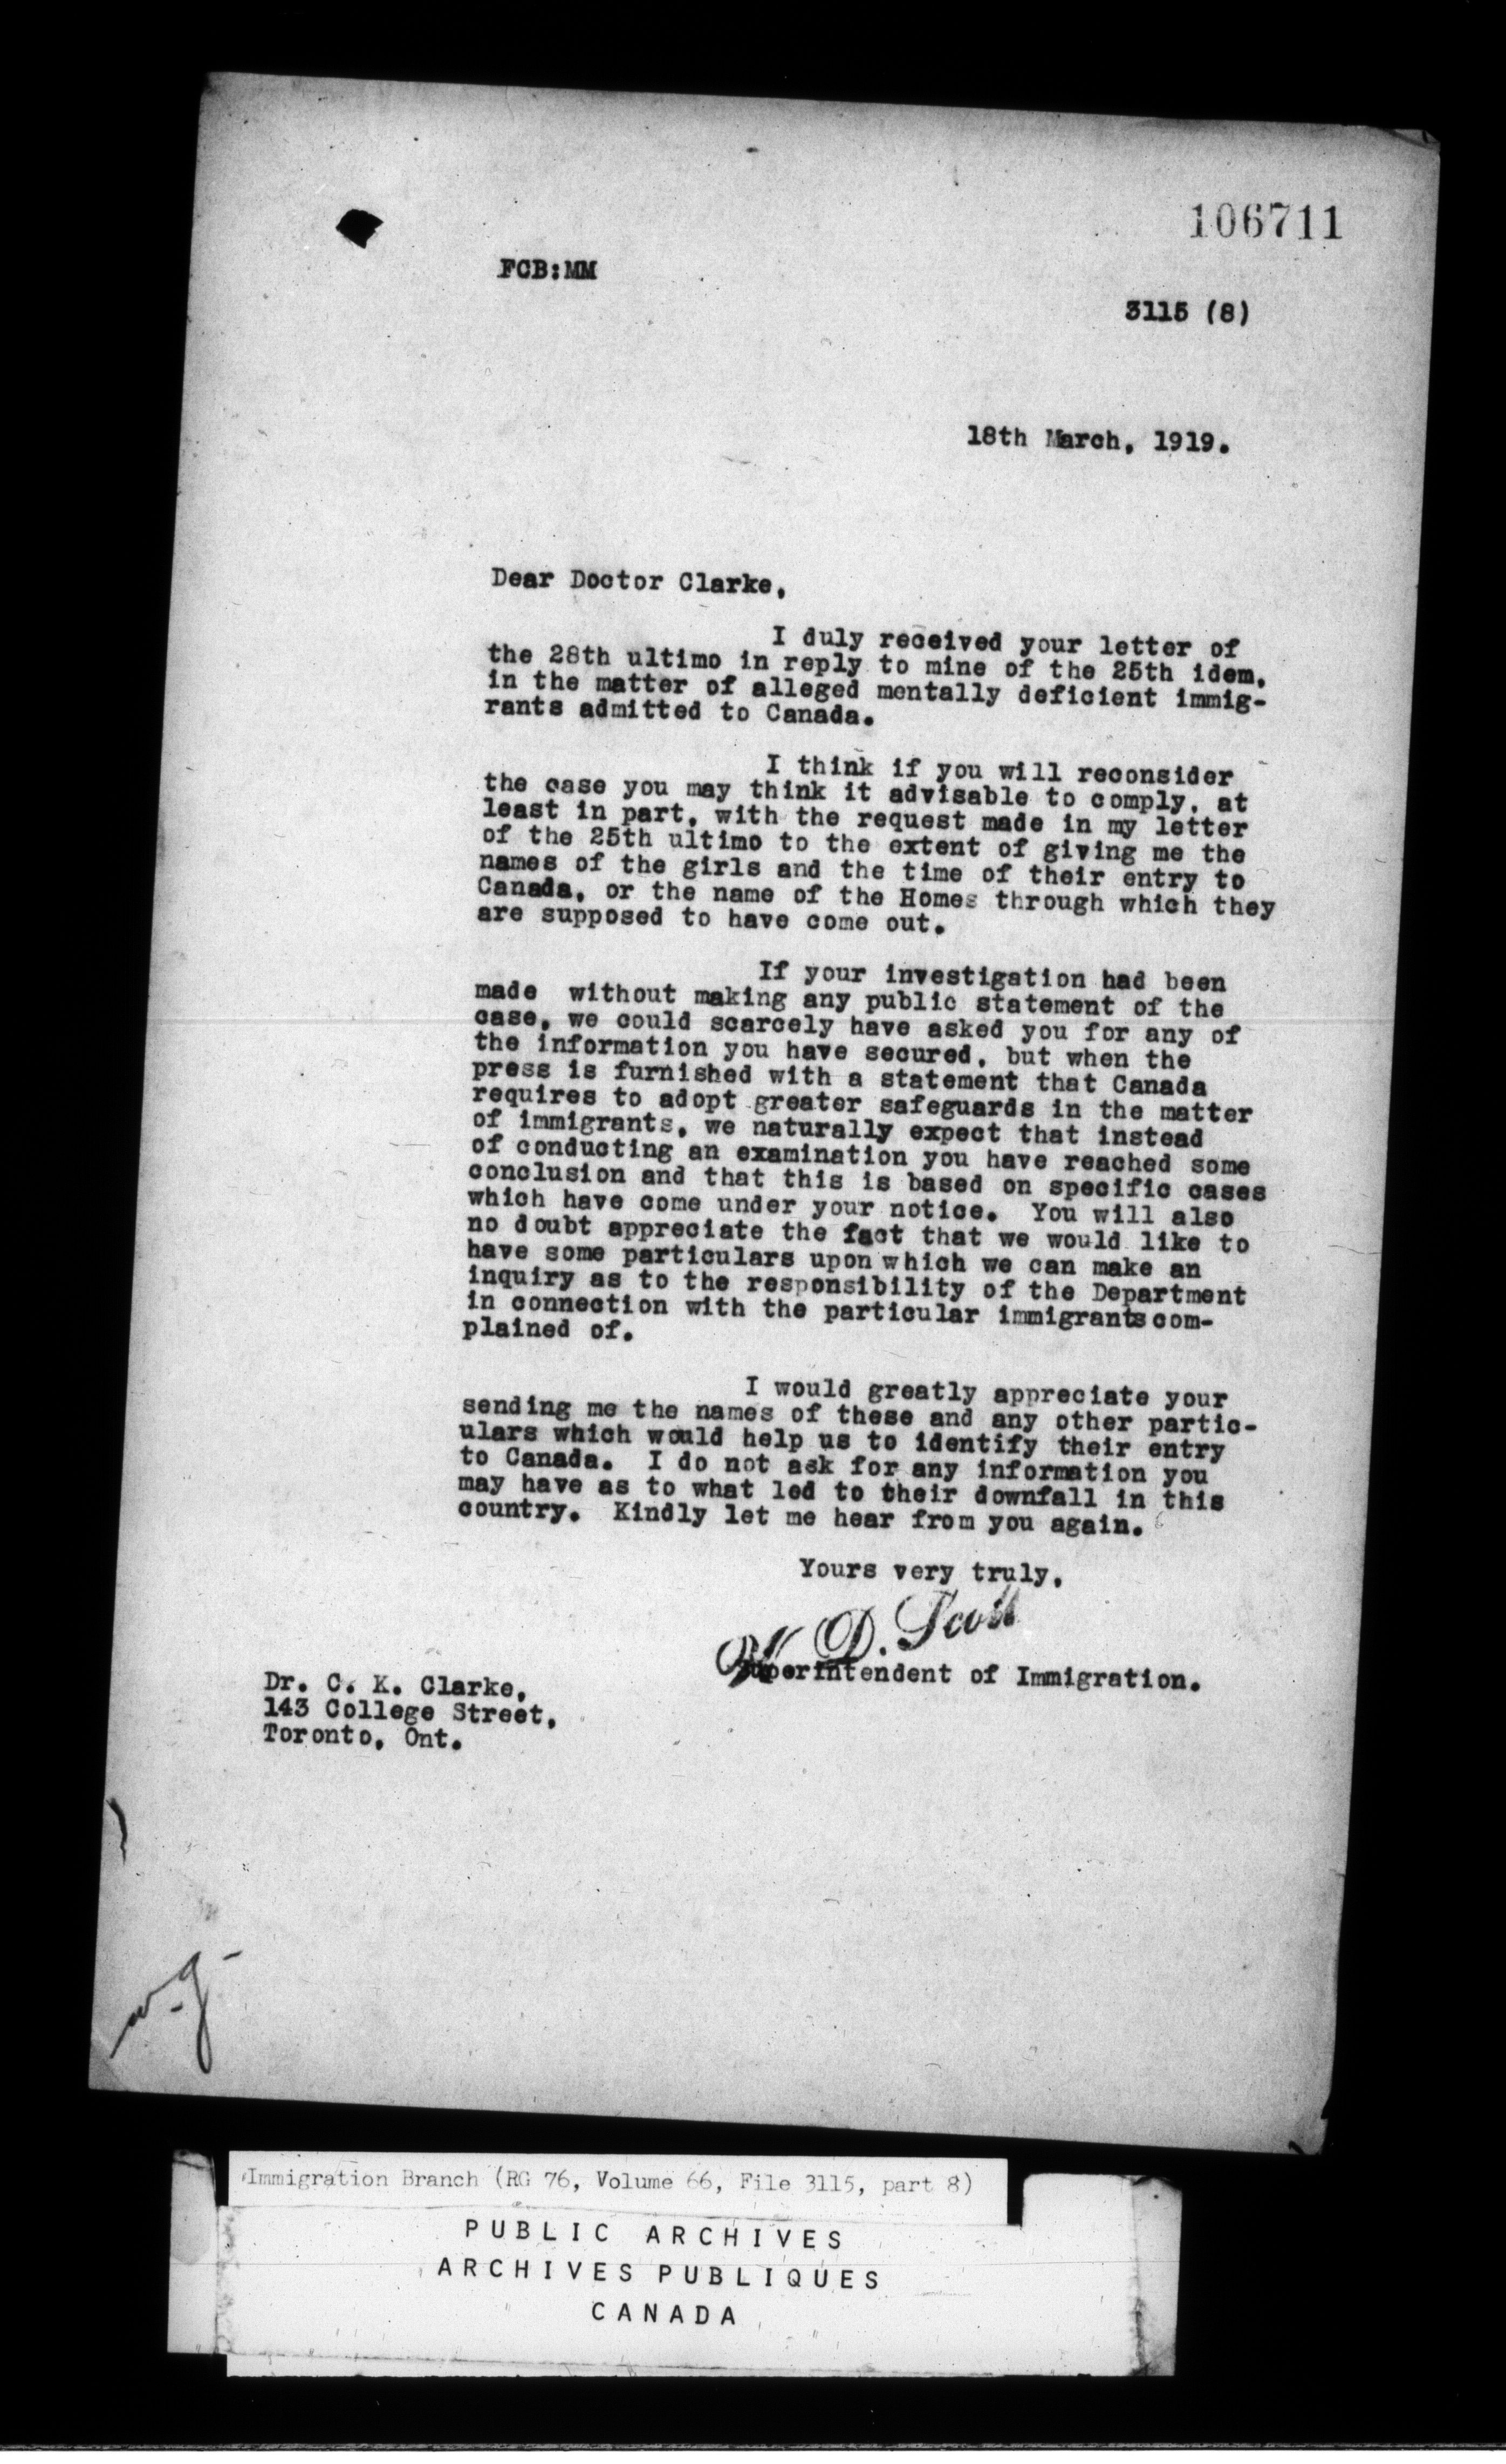 106711
FCB:MM
3115 (8)
18th March, 1919.
Dear Doctor Clarke,
I duly received your letter of
the 28th ultimo in reply to mine of the 25th idem,
in the matter of alleged mentally deficient immig-
rants admitted to Canada.
I think if you will reconsider
the case you may think it advisable to comply, at
least in part, with the request made in my letter
of the 25th ultimo to the extent of giving me the
names of the girls and the time of their entry to
Canada, or the name of the Homes through which they
are supposed to have come out.
If your investigation had been
made without making any public statement of the
case, we could scarcely have asked you for any of
the information you have secured, but when the
press is furnished with a statement that Canada
requires to adopt greater safeguards in the matter
of immigrants, we naturally expect that instead
of conducting an examination you have reached some
conclusion and that this is based on specific cases
which have come under your notice. You will also
no doubt appreciate the fact that we would like to
have some particulars upon which we can make an
inquiry as to the responsibility of the Department
in connection with the particular immigrants com-
plained of.
I would greatly appreciate your
sending me the names of these and any other partic-
ulars which would help us to identify their entry
to Canada. I do not ask for any information you
may have as to what led to their downfall in this
country. Kindly let me hear from you again.
Yours very truly,
W. D. Scott
Superintendent of Immigration.
Dr. C. K. Clarke,
143 College Street,
Toronto, Ont.
Immigration Branch (RG 76, Volume 66, File 3115, part 8)
PUBLIC ARCHIVES
ARCHIVES PUBLIQUES
CANADA